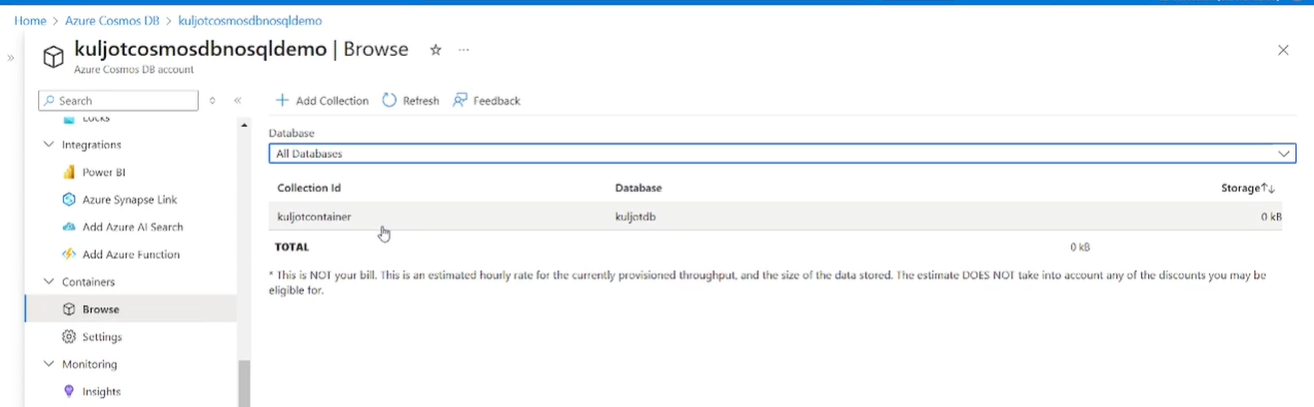 Home > Azure Cosmos DB > kuljotcosmosdbnosqldemo
kuljotcosmosdbnosqldemo | Browse
Azure Cosmos DB account
Search
Add Collection Refresh Feedback
Locks
Integrations
Power BI
Azure Synapse Link
Add Azure AI Search
Add Azure Function
Containers
Browse
Settings
Monitoring
Insights
Database
All Databases
Collection Id Database Storage↑↓
kuljotcontainer kuljotdb 0 kB
TOTAL 0 kB
* This is NOT your bill. This is an estimated hourly rate for the currently provisioned throughput, and the size of the data stored. The estimate DOES NOT take into account any of the discounts you may be
eligible for.